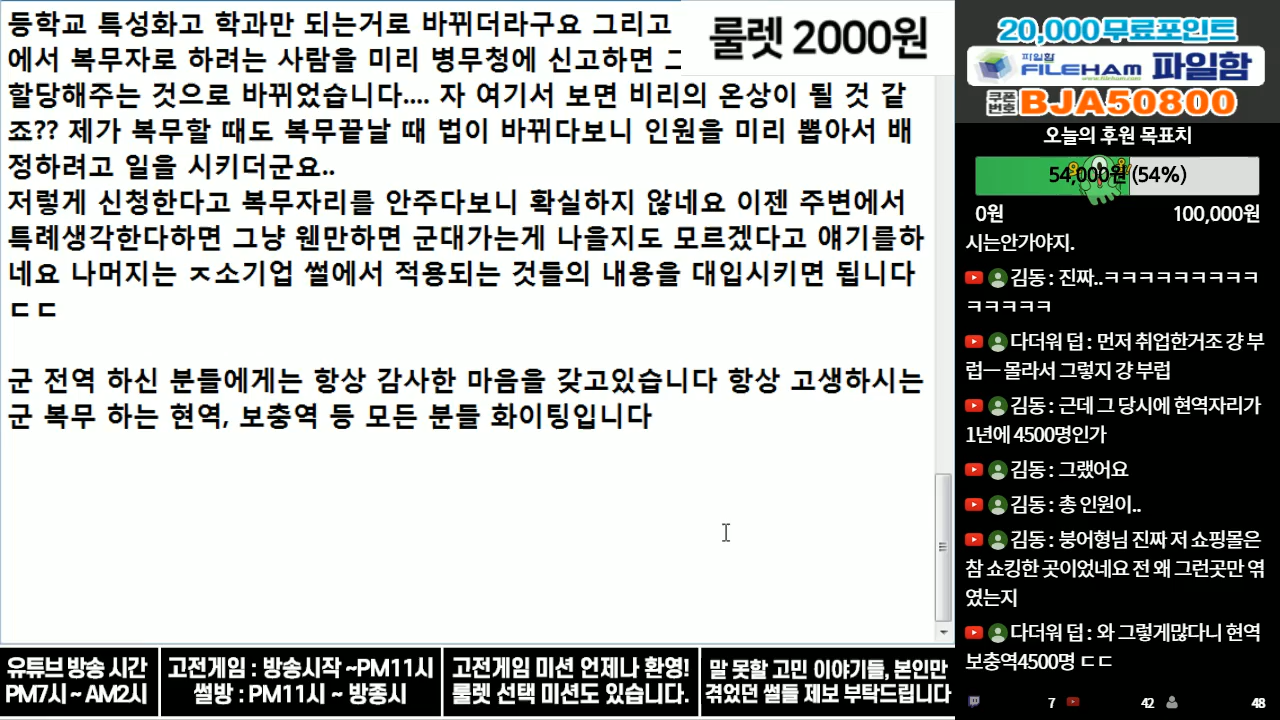 등학교 특성화고 학과만 되는거로 바뀌더라구요 그리고
에서 복무자로 하려는 사람을 미리 병무청에 신고하면
할당해주는 것으로 바뀌었습니다.... 자 여기서 보면 비리의 온상이 될 것 같
죠?? 제가 복무할 때도 복무끝날 때 법이 바뀌다보니 인원을 미리 뽑아서 배
정하려고 일을 시키더군요..
저렇게 신청한다고 복무자리를 안주다보니 확실하지 않네요 이젠 주변에서
특례생각한다하면 그냥 웬만하면 군대가는게 나을지도 모르겠다고 얘기를하
네요 나머지는 ㅈ소기업 썰에서 적용되는 것들의 내용을 대입시키면 됩니다
ㄷㄷ
군 전역 하신 분들에게는 항상 감사한 마음을 갖고있습니다 항상 고생하시는
군 복무 하는 현역, 보충역 등 모든 분들 화이팅입니다
룰렛 2000원
20,000 무료포인트
파일함
FILEHAM 파일함
www.fileham.com
쿠폰
번호 BJA50800
오늘의 후원 목표치
54,000원 (54%)
0원 100,000원
시는안가야지.
김동 : 진짜..ㅋㅋㅋㅋㅋㅋㅋㅋㅋ
ㅋㅋㅋㅋㅋ
다더워 덥 : 먼저 취업한거조 걍 부
럽ㅡ 몰라서 그렇지 걍 부럽
김동 : 근데 그 당시에 현역자리가
1년에 4500명인가
김동 : 그랬어요
김동 : 총 인원이..
김동 : 붕어형님 진짜 저 쇼핑몰은
참 쇼킹한 곳이었네요 전 왜 그런곳만 엮
였는지
다더워 덥 : 와 그렇게많다니 현역
보충역4500명 ㄷㄷ
7 42 48
유튜브 방송 시간
PM7시 ~ AM2시
고전게임 : 방송시작 ~PM11시
썰방 : PM11시 ~ 방종시
고전게임 미션 언제나 환영!
룰렛 선택 미션도 있습니다.
말 못할 고민 이야기들, 본인만
겪었던 썰들 제보 부탁드립니다